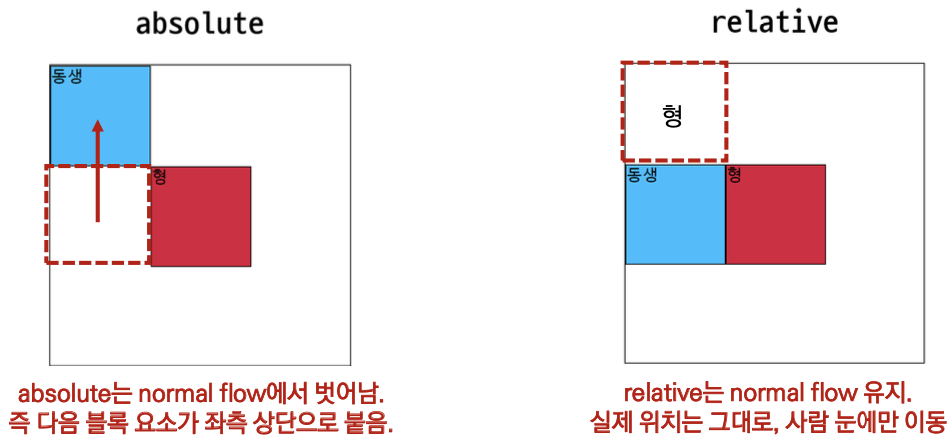 absolute
동생
형
absolute는 normal flow에서 벗어남.
즉 다음 블록 요소가 좌측 상단으로 붙음.
relative
형
동생
형
relative는 normal flow 유지.
실제 위치는 그대로, 사람 눈에만 이동